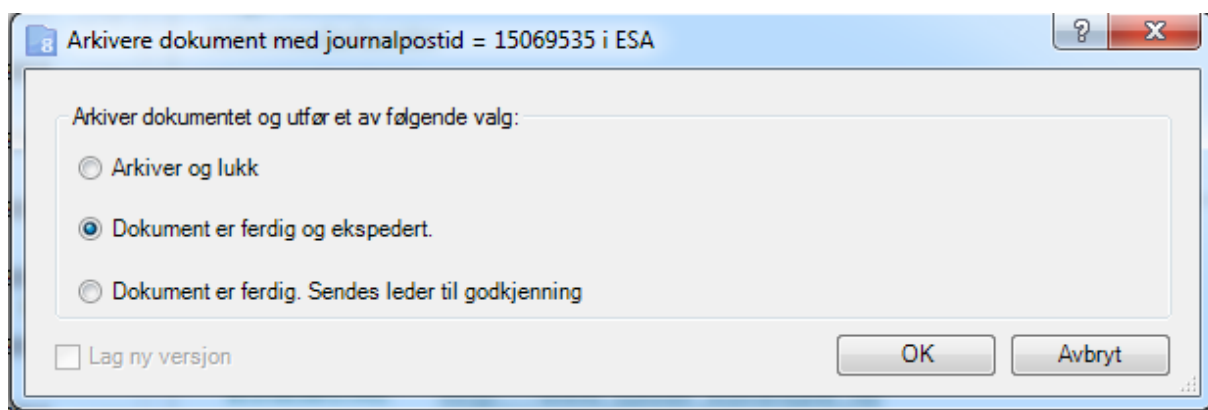 8 Arkivere dokument med journalpostid = 15069535 i ESA ? X
Arkiver dokumentet og utfør et av følgende valg:
Arkiver og lukk
Dokument er ferdig og ekspedert.
Dokument er ferdig. Sendes leder til godkjenning
Lag ny versjon OK Avbryt